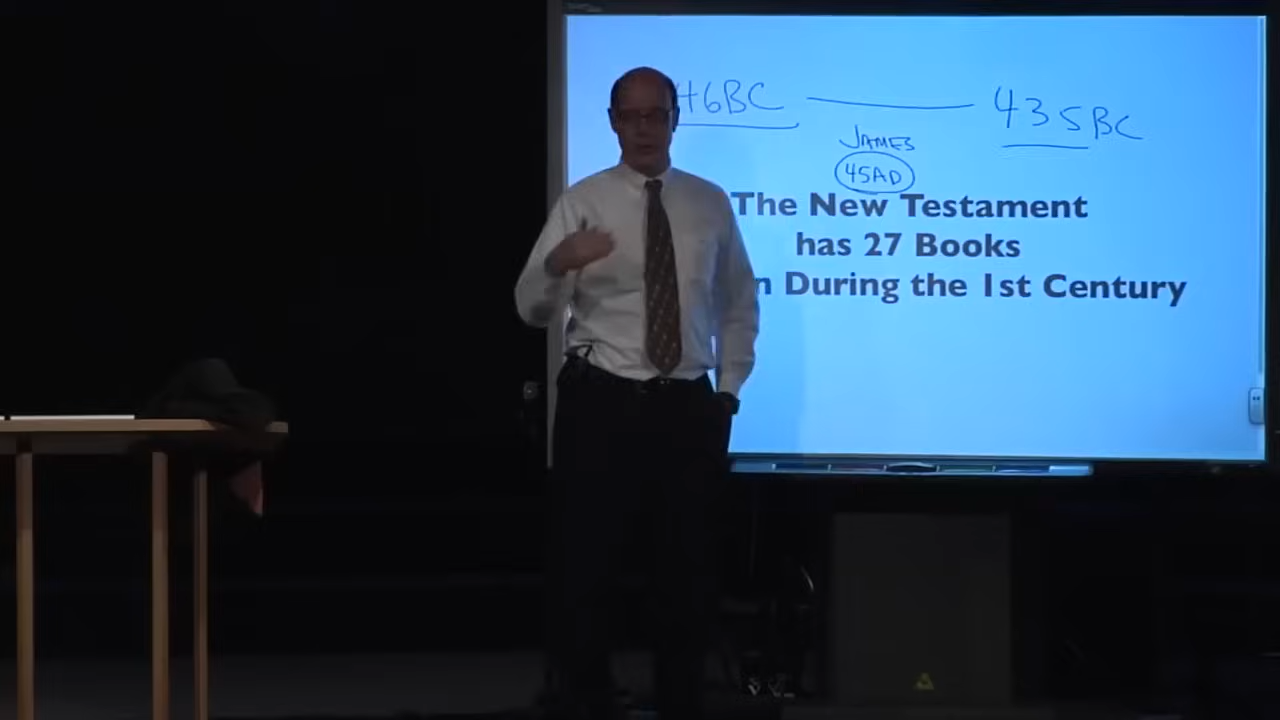 46BC 435BC
JAMES
45AD
The New Testament
has 27 Books
During the 1st Century